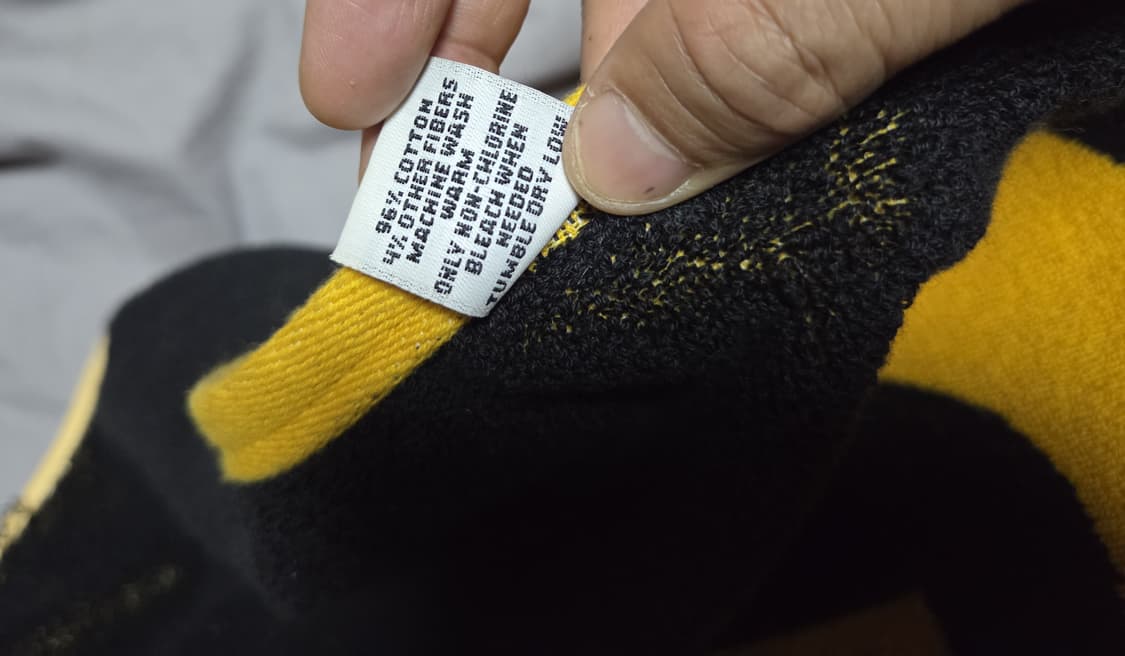 96% COTTON
4% OTHER FIBERS
MACHINE WASH
WARM
ONLY NON-CHLORINE
BLEACH WHEN
NEEDED
TUMBLE DRY LOW